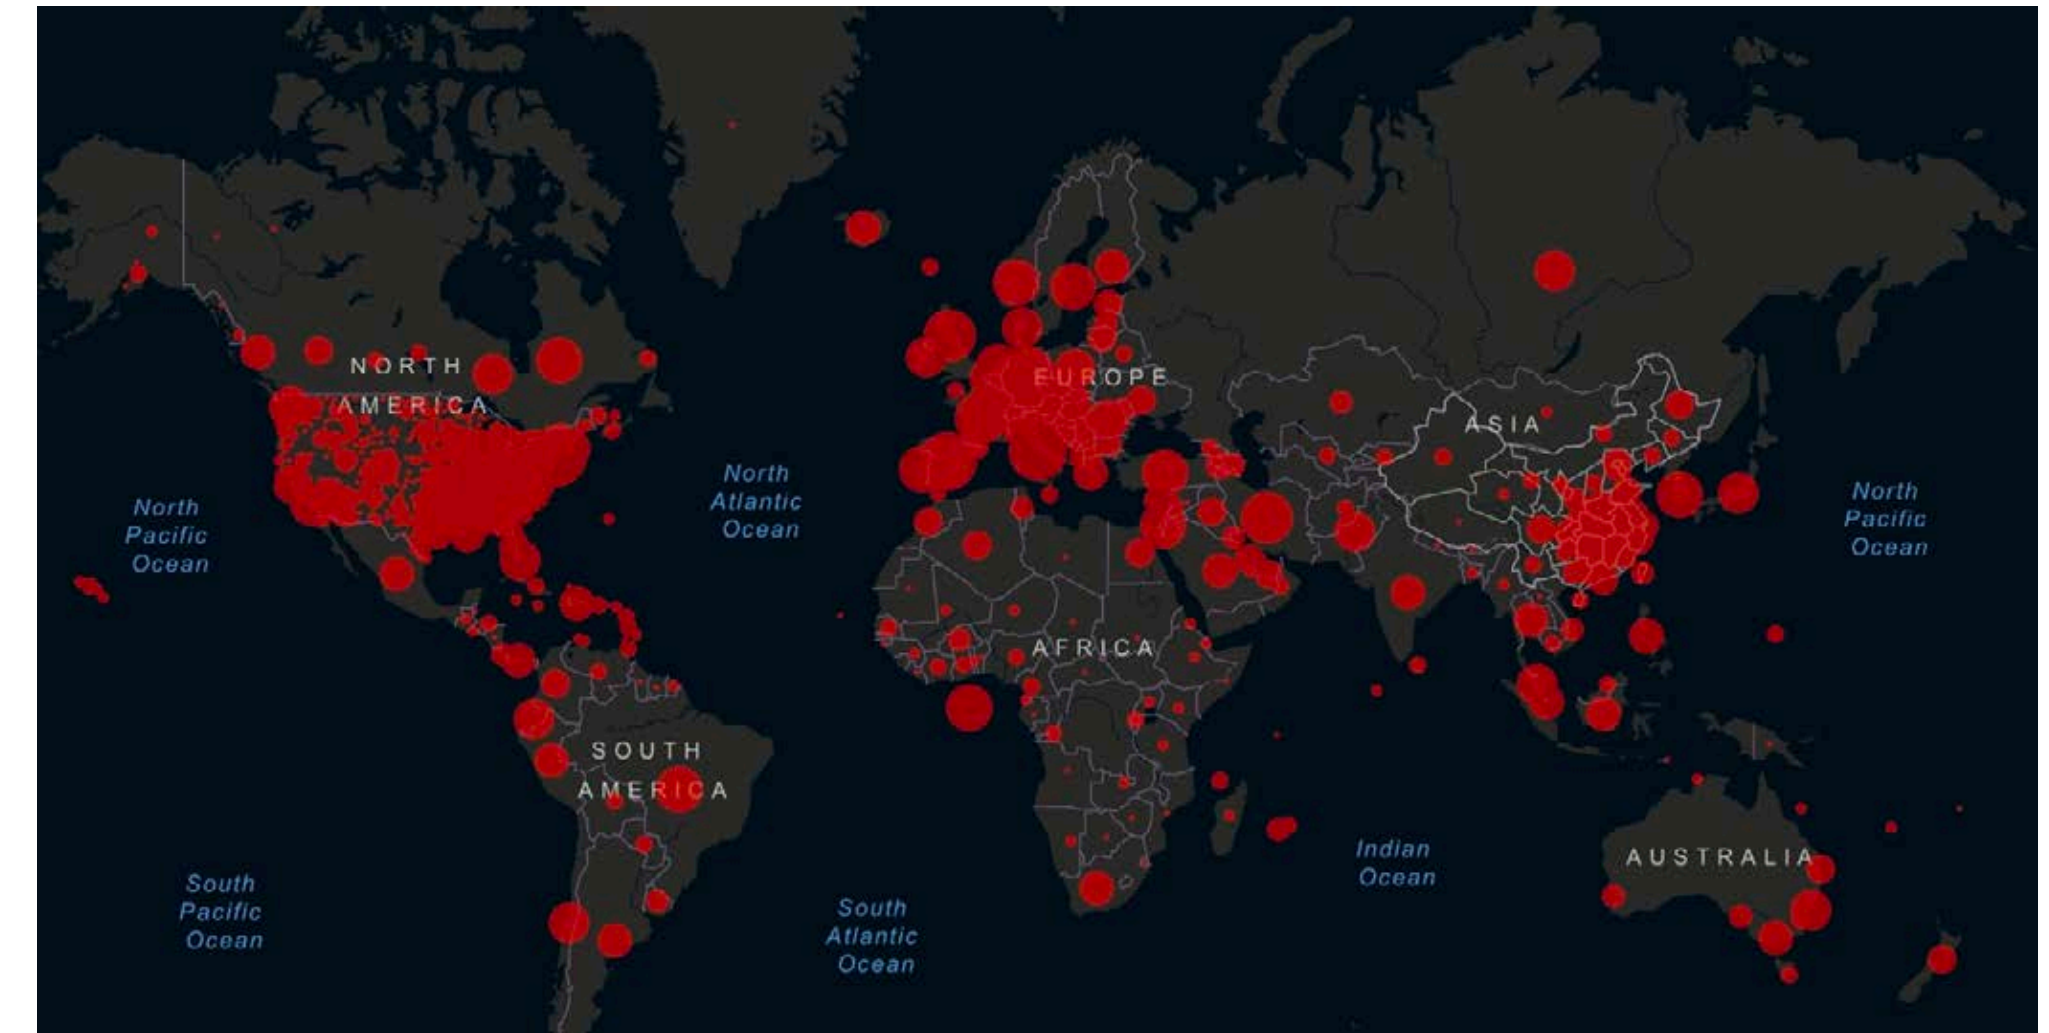 NORTH
AMERICA
EUROPE
ASIA
North
Atlantic
Ocean
North
Pacific
Ocean
North
Pacific
Ocean
AFRICA
SOUTH
AMERICA
Indian
Ocean
AUSTRALIA
South
Pacific
Ocean
South
Atlantic
Ocean